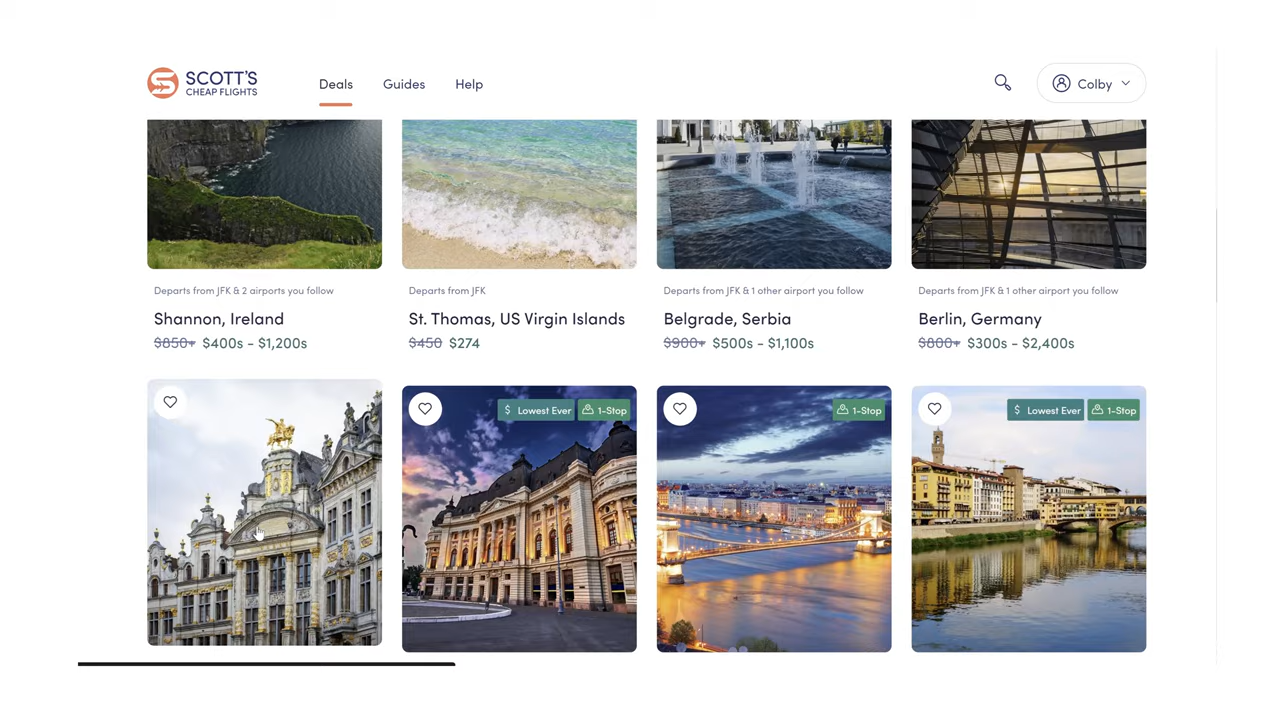 SCOTT'S
CHEAP FLIGHTS
Deals
Guides
Help
Colby
Departs from JFK & 2 airports you follow
Shannon, Ireland
$850+ $400s - $1,200s
Departs from JFK
St. Thomas, US Virgin Islands
$450 $274
Departs from JFK & 1 other airport you follow
Belgrade, Serbia
$900+ $500s - $1,100s
Departs from JFK & 1 other airport you follow
Berlin, Germany
$800+ $300s - $2,400s
$ Lowest Ever
1-Stop
1-Stop
$ Lowest Ever
1-Stop